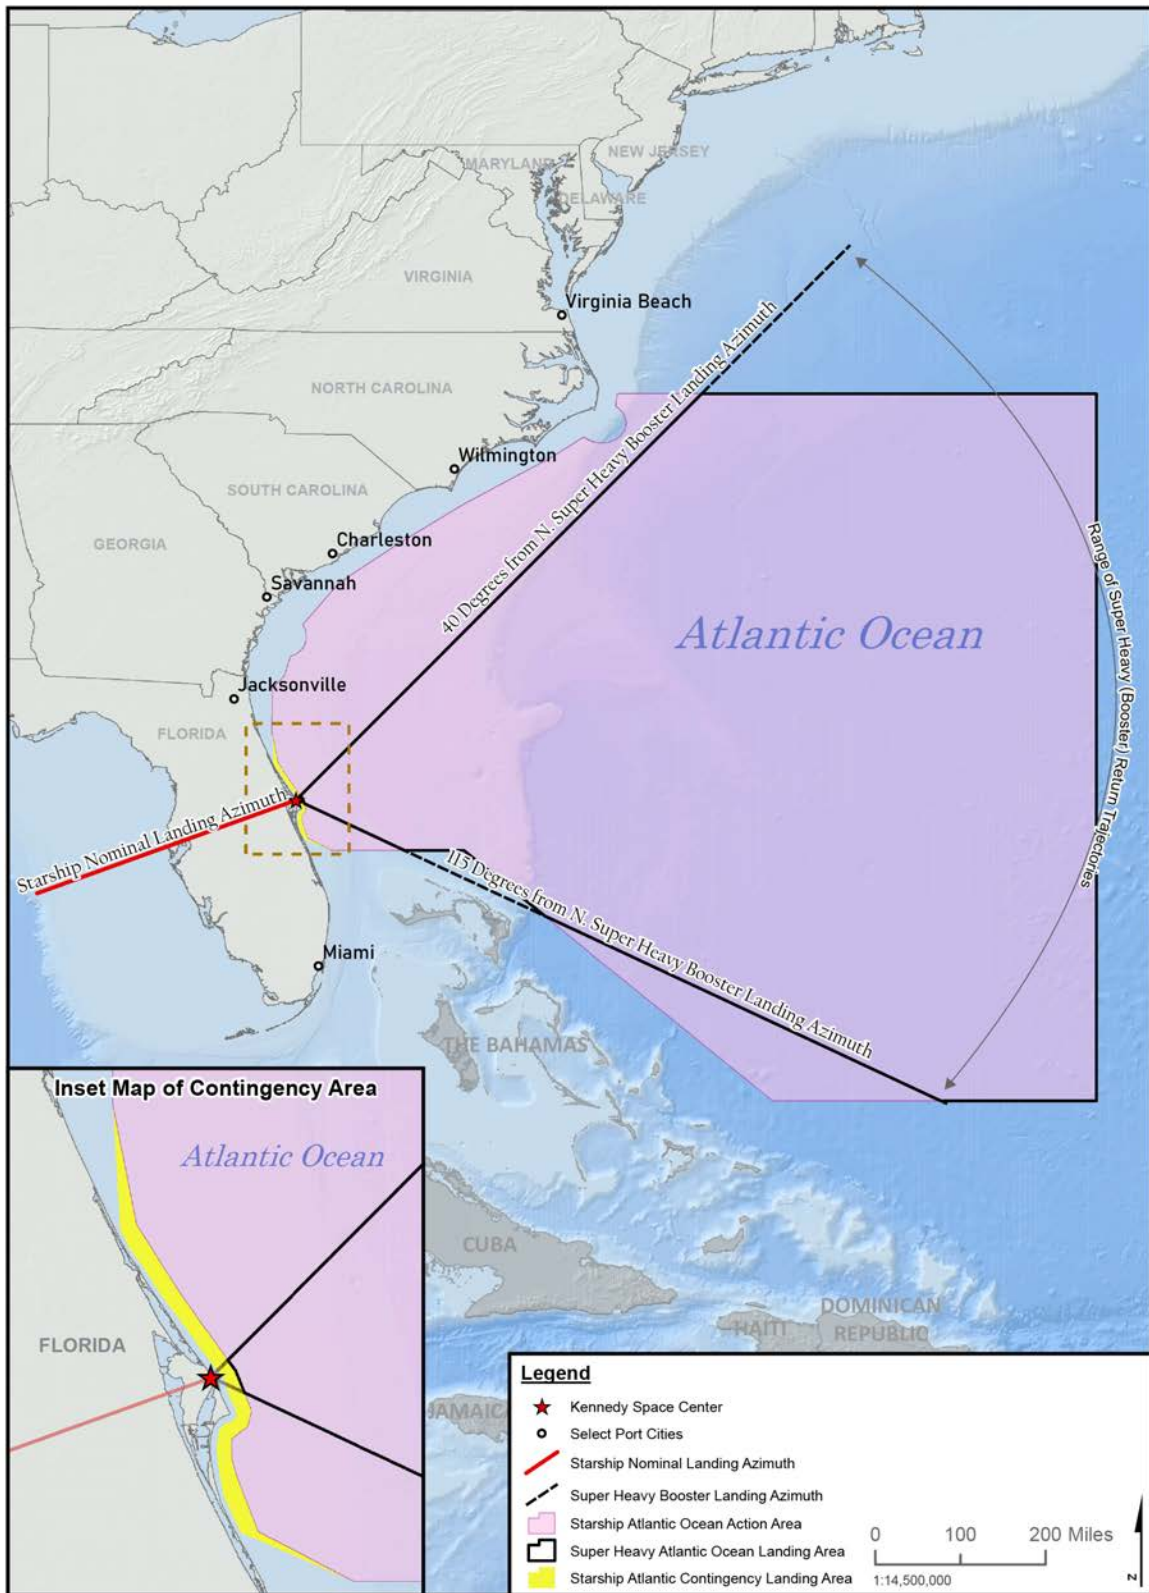 MARYLAND
NEW JERSEY
DELAWARE
VIRGINIA
Virginia Beach
NORTH CAROLINA
Wilmington
SOUTH CAROLINA
Charleston
GEORGIA
Savannah
Jacksonville
FLORIDA
Miami
40 Degrees from N. Super Heavy Booster Landing Azimuth
Atlantic Ocean
Range of Super Heavy (Booster) Return Trajectories
Starship Nominal Landing Azimuth
115 Degrees from N. Super Heavy Booster Landing Azimuth
THE BAHAMAS
CUBA
HAITI
DOMINICAN
REPUBLIC
JAMAICA
Inset Map of Contingency Area
Atlantic Ocean
FLORIDA
Legend
Kennedy Space Center
Select Port Cities
Starship Nominal Landing Azimuth
Super Heavy Booster Landing Azimuth
Starship Atlantic Ocean Action Area
Super Heavy Atlantic Ocean Landing Area
Starship Atlantic Contingency Landing Area
0 100 200 Miles
1:14,500,000
N